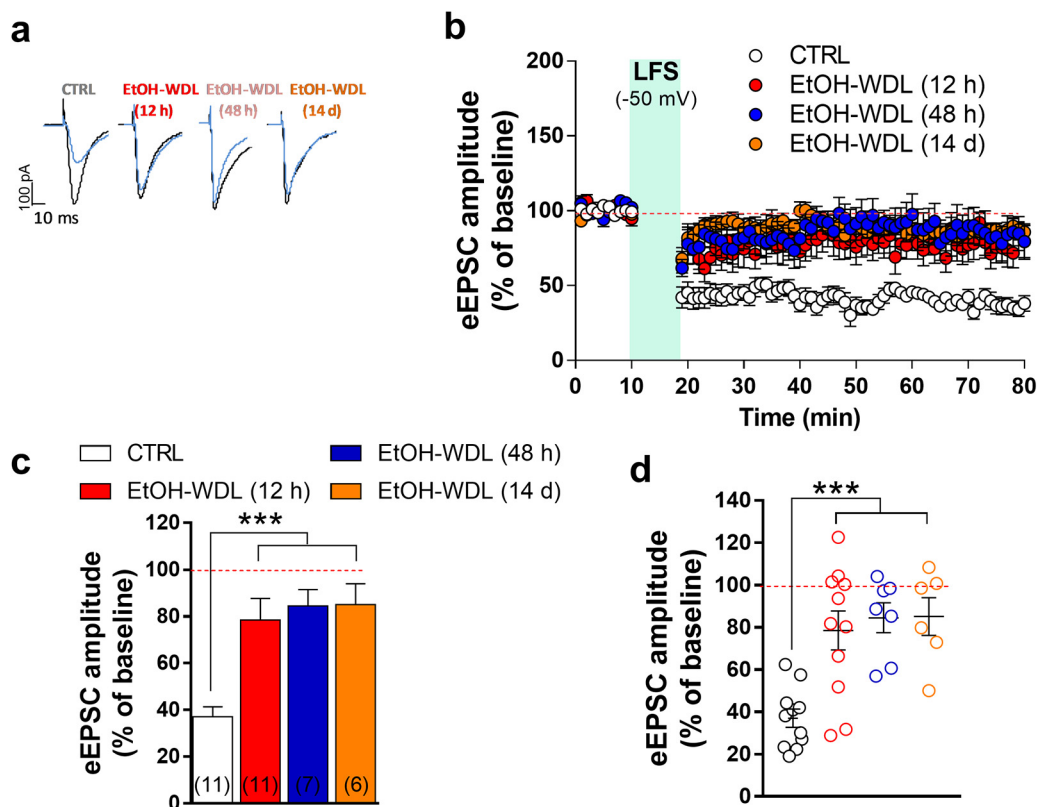 a
CTRL
EtOH-WDL
(12 h)
EtOH-WDL
(48 h)
EtOH-WDL
(14 d)
100 pA
10 ms
b
eEPSC amplitude
(% of baseline)
200
150
100
50
0
LFS
(-50 mV)
CTRL
EtOH-WDL (12 h)
EtOH-WDL (48 h)
EtOH-WDL (14 d)
0 10 20 30 40 50 60 70 80
Time (min)
c
CTRL
EtOH-WDL (48 h)
EtOH-WDL (12 h)
EtOH-WDL (14 d)
eEPSC amplitude
(% of baseline)
120
100
80
60
40
20
0
***
(11) (11) (7) (6)
d
eEPSC amplitude
(% of baseline)
140
120
100
80
60
40
20
0
***